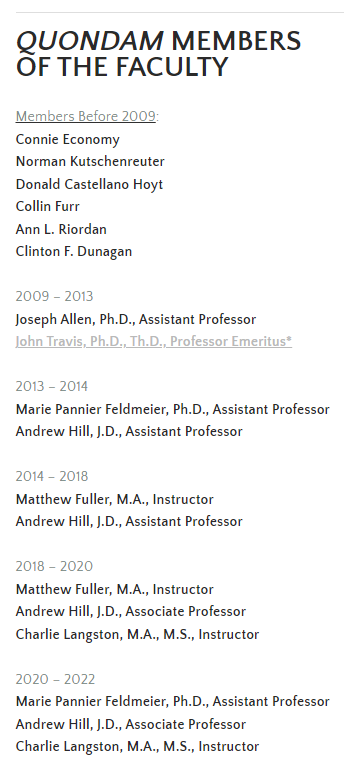 QUONDAM MEMBERS
OF THE FACULTY
Members Before 2009:
Connie Economy
Norman Kutschenreuter
Donald Castellano Hoyt
Collin Furr
Ann L. Riordan
Clinton F. Dunagan
2009 – 2013
Joseph Allen, Ph.D., Assistant Professor
John Travis, Ph.D., Th.D., Professor Emeritus*
2013 – 2014
Marie Pannier Feldmeier, Ph.D., Assistant Professor
Andrew Hill, J.D., Assistant Professor
2014 – 2018
Matthew Fuller, M.A., Instructor
Andrew Hill, J.D., Assistant Professor
2018 – 2020
Matthew Fuller, M.A., Instructor
Andrew Hill, J.D., Associate Professor
Charlie Langston, M.A., M.S., Instructor
2020 – 2022
Marie Pannier Feldmeier, Ph.D., Assistant Professor
Andrew Hill, J.D., Associate Professor
Charlie Langston, M.A., M.S., Instructor